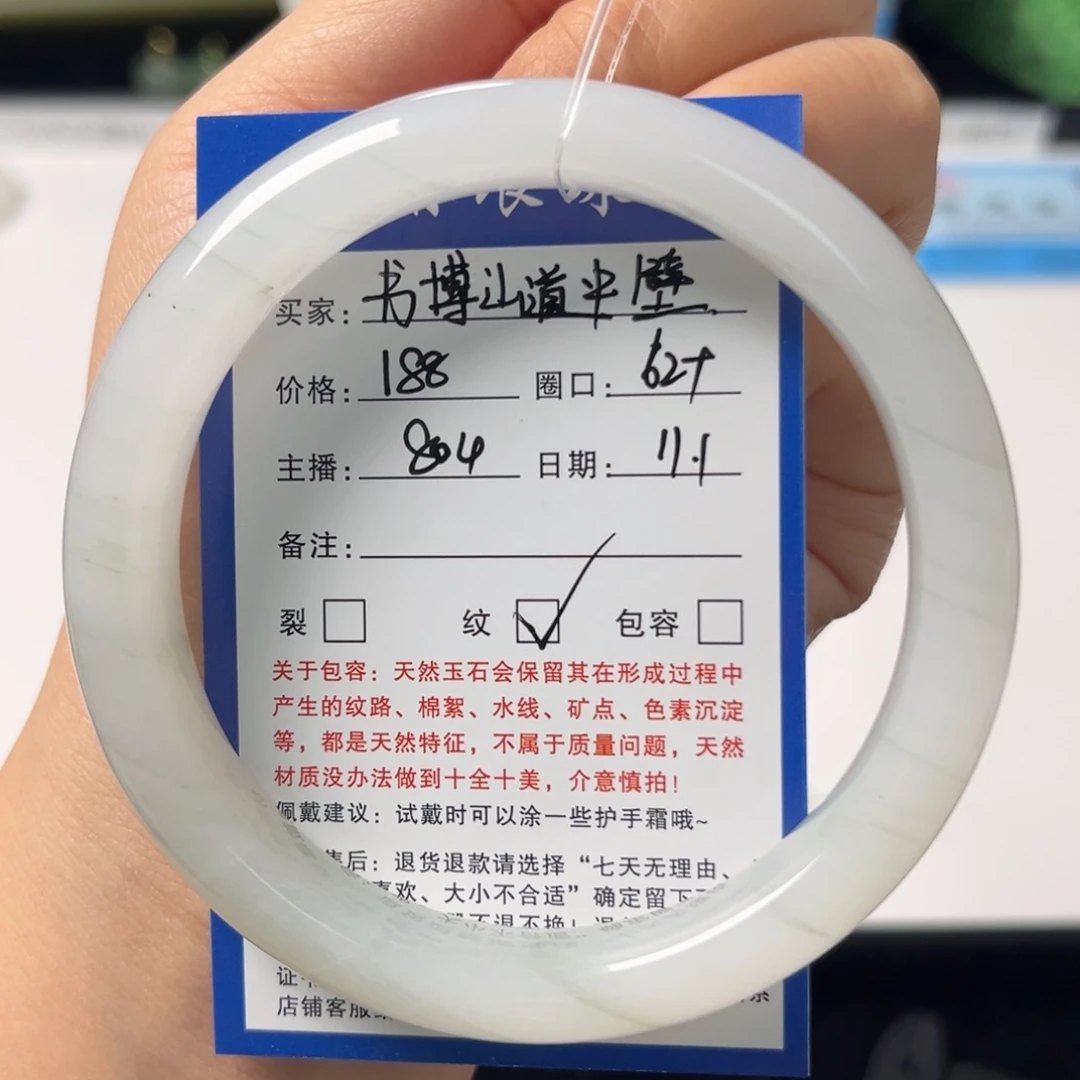 买家：书博山道半壁
价格：188 圈口：62+
主播：804 日期：11.1
备注：
裂 纹 ✓ 包容
关于包容：天然玉石会保留其在形成过程中
产生的纹路、棉絮、水线、矿点、色素沉淀
等，都是天然特征，不属于质量问题，天然
材质没办法做到十全十美，介意慎拍！
佩戴建议：试戴时可以涂一些护手霜哦~
售后：退货退款请选择“七天无理由、
喜欢、大小不合适”确定留下
不退不换！
证
店铺客服